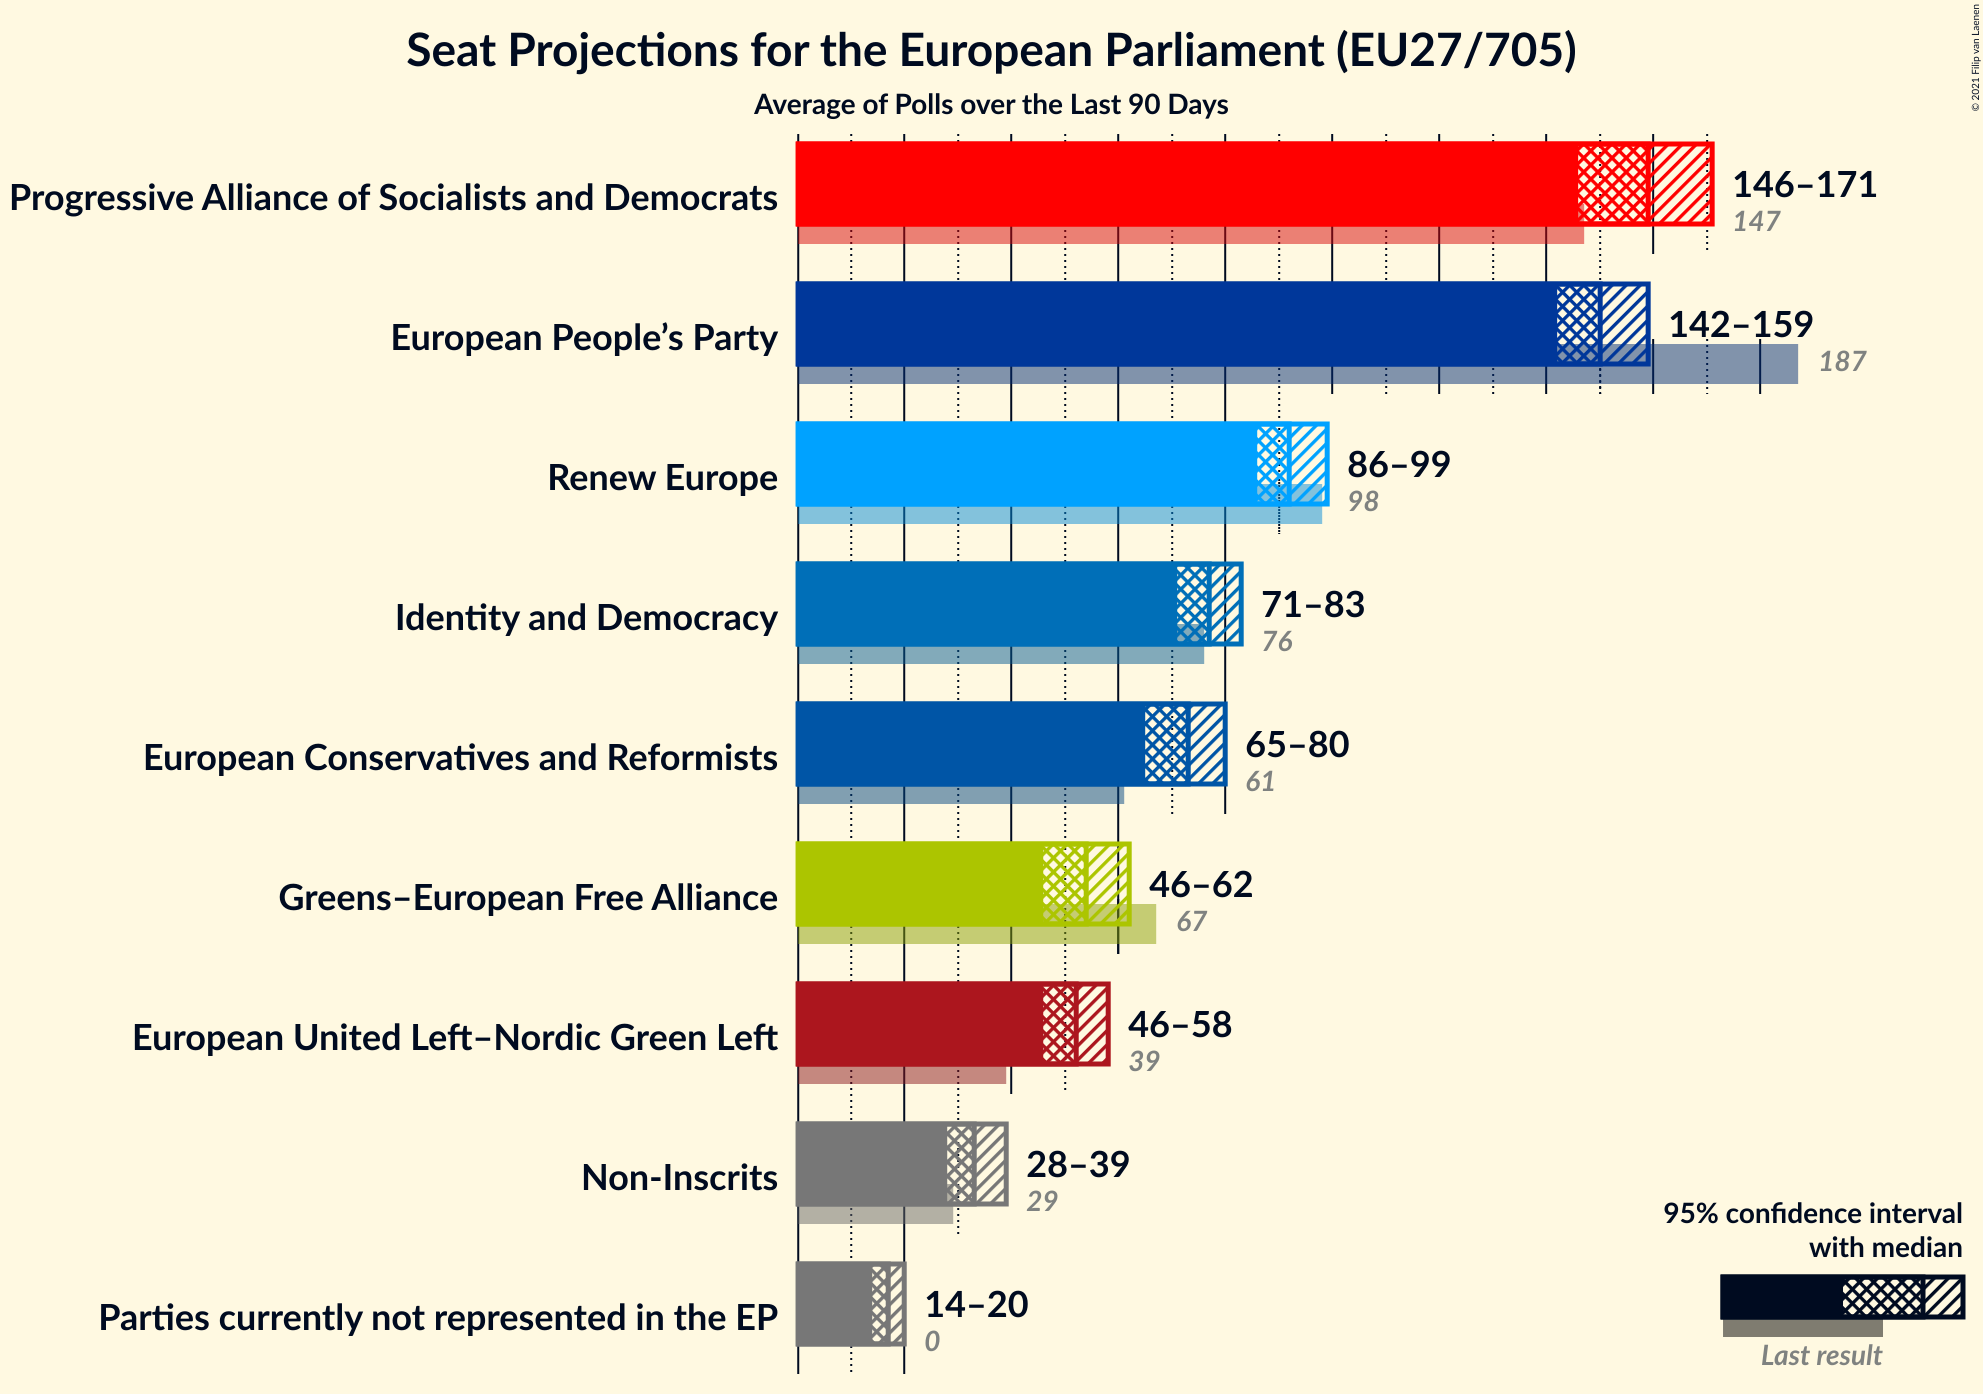 Seat Projections for the European Parliament (EU27/705)
Average of Polls over the Last 90 Days
© 2021 Filip van Laenen
Progressive Alliance of Socialists and Democrats
146–171
147
European People’s Party
142–159
187
Renew Europe
86–99
98
Identity and Democracy
71–83
76
European Conservatives and Reformists
65–80
61
Greens–European Free Alliance
46–62
67
European United Left–Nordic Green Left
46–58
39
Non-Inscrits
28–39
29
Parties currently not represented in the EP
14–20
0
95% confidence interval
with median
Last result